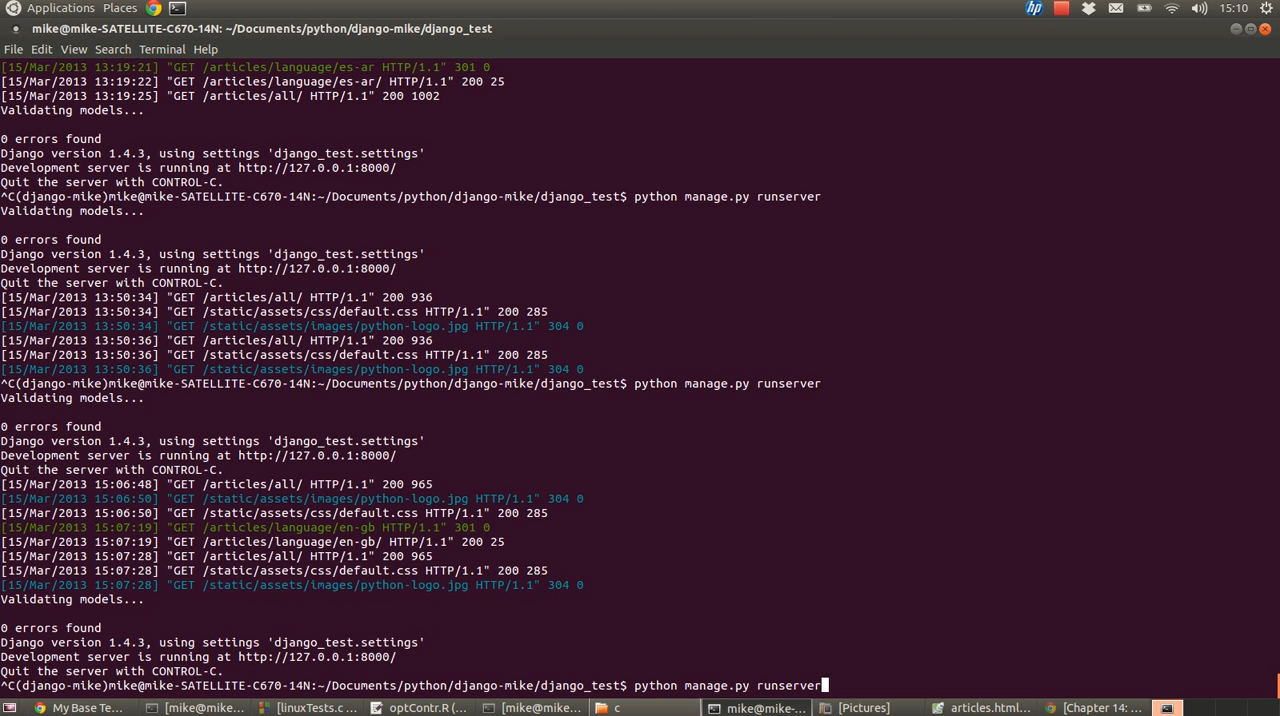 Applications Places 15:10
mike@mike-SATELLITE-C670-14N: ~/Documents/python/django-mike/django_test
File Edit View Search Terminal Help
[15/Mar/2013 13:19:21] "GET /articles/language/es-ar HTTP/1.1" 301 0
[15/Mar/2013 13:19:22] "GET /articles/language/es-ar/ HTTP/1.1" 200 25
[15/Mar/2013 13:19:25] "GET /articles/all/ HTTP/1.1" 200 1002
Validating models...
0 errors found
Django version 1.4.3, using settings 'django_test.settings'
Development server is running at http://127.0.0.1:8000/
Quit the server with CONTROL-C.
^C(django-mike)mike@mike-SATELLITE-C670-14N:~/Documents/python/django-mike/django_test$ python manage.py runserver
Validating models...
0 errors found
Django version 1.4.3, using settings 'django_test.settings'
Development server is running at http://127.0.0.1:8000/
Quit the server with CONTROL-C.
[15/Mar/2013 13:50:34] "GET /articles/all/ HTTP/1.1" 200 936
[15/Mar/2013 13:50:34] "GET /static/assets/css/default.css HTTP/1.1" 200 285
[15/Mar/2013 13:50:34] "GET /static/assets/images/python-logo.jpg HTTP/1.1" 304 0
[15/Mar/2013 13:50:36] "GET /articles/all/ HTTP/1.1" 200 936
[15/Mar/2013 13:50:36] "GET /static/assets/css/default.css HTTP/1.1" 200 285
[15/Mar/2013 13:50:36] "GET /static/assets/images/python-logo.jpg HTTP/1.1" 304 0
^C(django-mike)mike@mike-SATELLITE-C670-14N:~/Documents/python/django-mike/django_test$ python manage.py runserver
Validating models...
0 errors found
Django version 1.4.3, using settings 'django_test.settings'
Development server is running at http://127.0.0.1:8000/
Quit the server with CONTROL-C.
[15/Mar/2013 15:06:48] "GET /articles/all/ HTTP/1.1" 200 965
[15/Mar/2013 15:06:50] "GET /static/assets/images/python-logo.jpg HTTP/1.1" 304 0
[15/Mar/2013 15:06:50] "GET /static/assets/css/default.css HTTP/1.1" 200 285
[15/Mar/2013 15:07:19] "GET /articles/language/en-gb HTTP/1.1" 301 0
[15/Mar/2013 15:07:19] "GET /articles/language/en-gb/ HTTP/1.1" 200 25
[15/Mar/2013 15:07:28] "GET /articles/all/ HTTP/1.1" 200 965
[15/Mar/2013 15:07:28] "GET /static/assets/css/default.css HTTP/1.1" 200 285
[15/Mar/2013 15:07:28] "GET /static/assets/images/python-logo.jpg HTTP/1.1" 304 0
Validating models...
0 errors found
Django version 1.4.3, using settings 'django_test.settings'
Development server is running at http://127.0.0.1:8000/
Quit the server with CONTROL-C.
^C(django-mike)mike@mike-SATELLITE-C670-14N:~/Documents/python/django-mike/django_test$ python manage.py runserver
My Base Te... [mike@mike... [linuxTests.c ... optContr.R (... [mike@mike... c mike@mike-... [Pictures] articles.html... [Chapter 14: ...